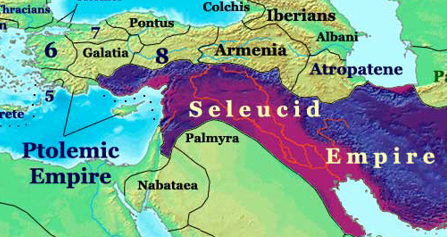 Thracians
Colchis
Iberians
Pontus
7
6
Galatia
8
Armenia
Albani
Atropatene
Pa
5
rete
Seleucid
Palmyra
Ptolemic
Empire
Empire
Nabataea